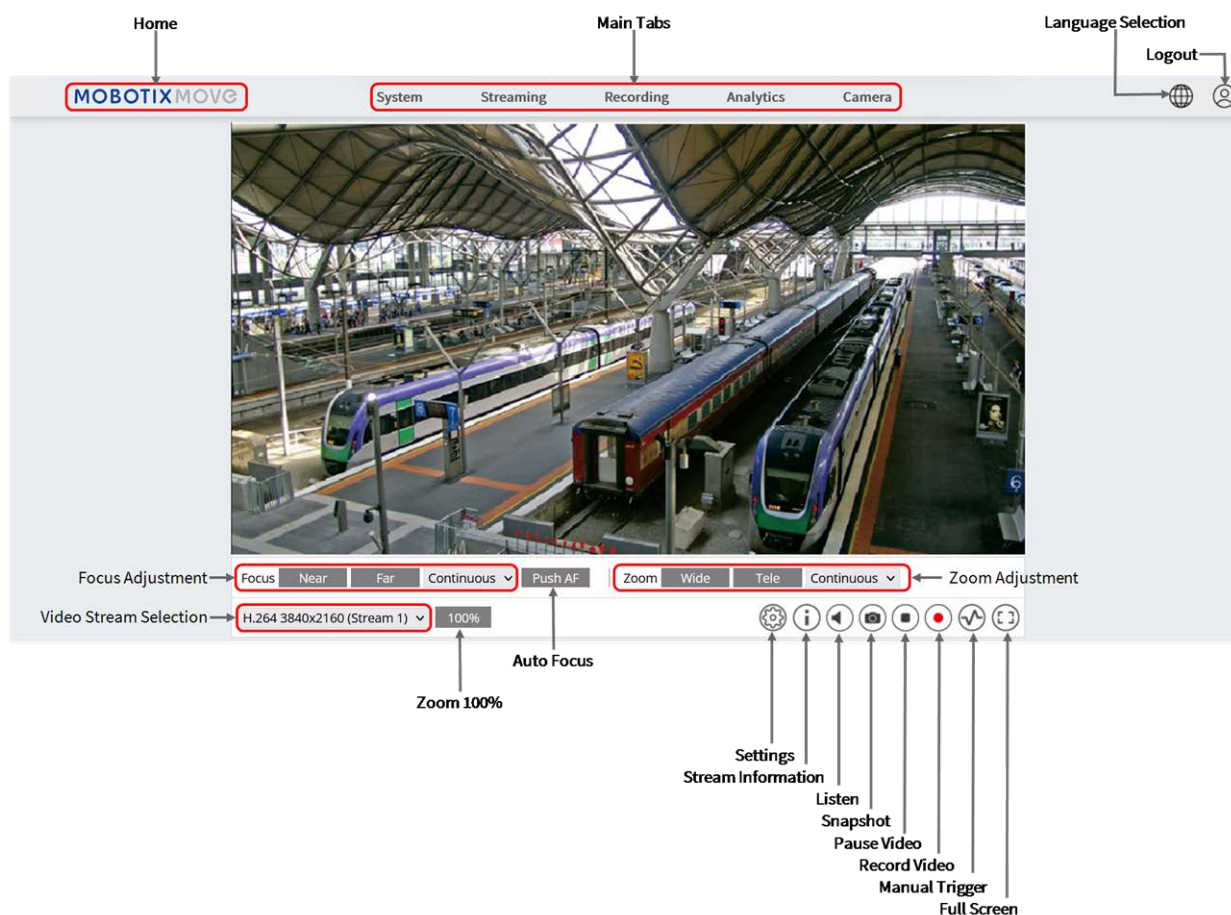 Home
Main Tabs
Language Selection
Logout
MOBOTIX MOVE
System Streaming Recording Analytics Camera
6
Focus Adjustment
Focus Near Far Continuous Push AF Zoom Wide Tele Continuous
Zoom Adjustment
Video Stream Selection
H.264 3840x2160 (Stream 1) 100%
Auto Focus
Zoom 100%
Settings
Stream Information
Listen
Snapshot
Pause Video
Record Video
Manual Trigger
Full Screen